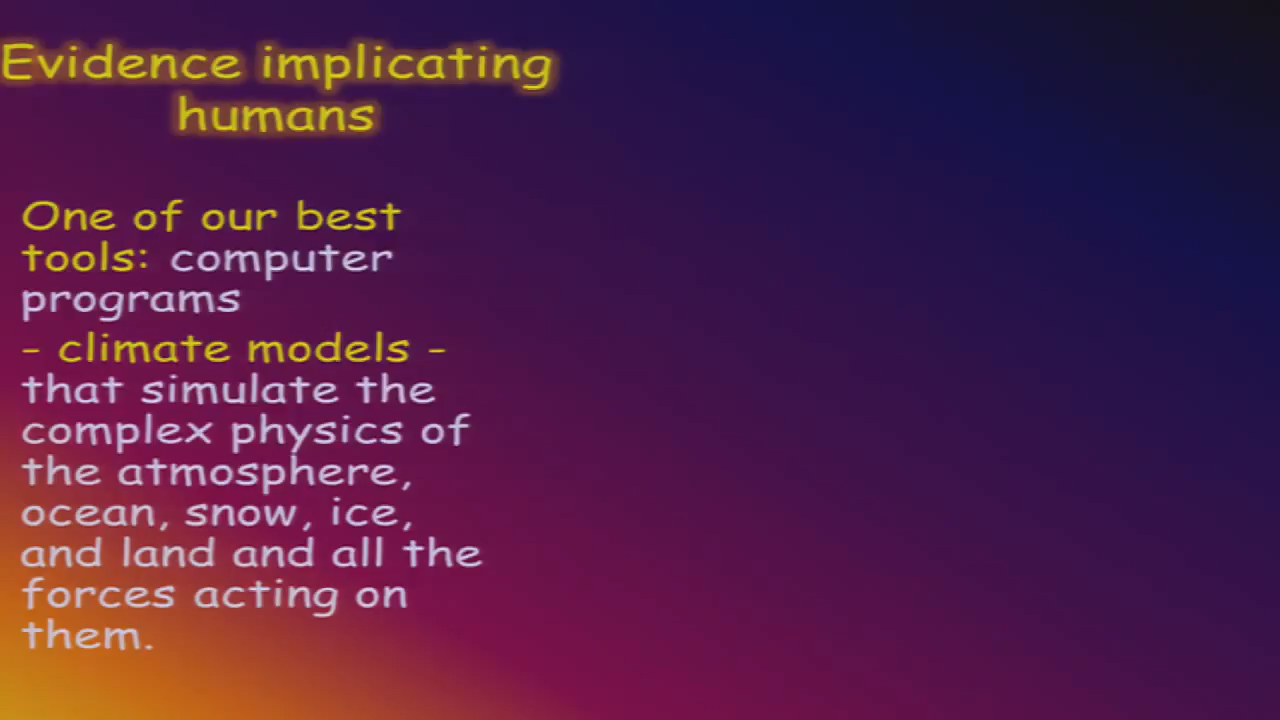 Evidence implicating
humans
One of our best
tools: computer
programs
- climate models -
that simulate the
complex physics of
the atmosphere,
ocean, snow, ice,
and land and all the
forces acting on
them.